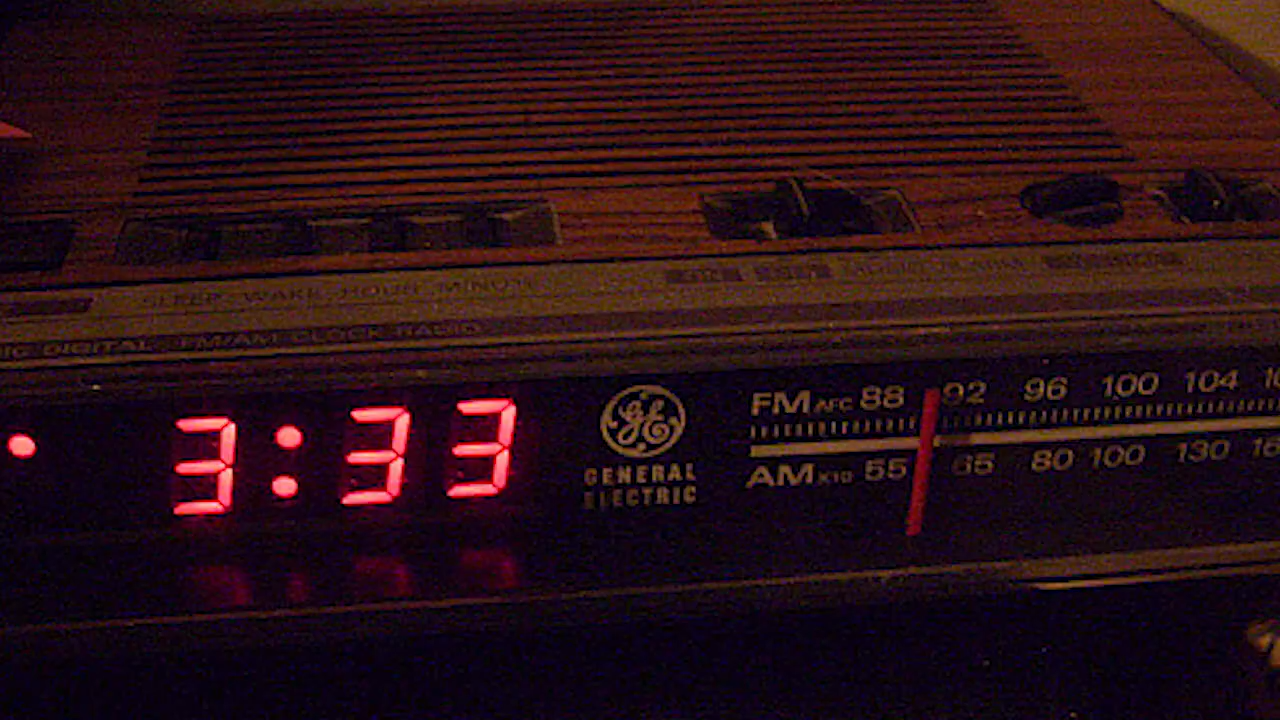 SLEEP WAKE HOUR MINUTE
DIGITAL FM/AM CLOCK RADIO
3:33
GE
GENERAL
ELECTRIC
FM AFC 88 92 96 100 104
AM X10 55 65 80 100 130